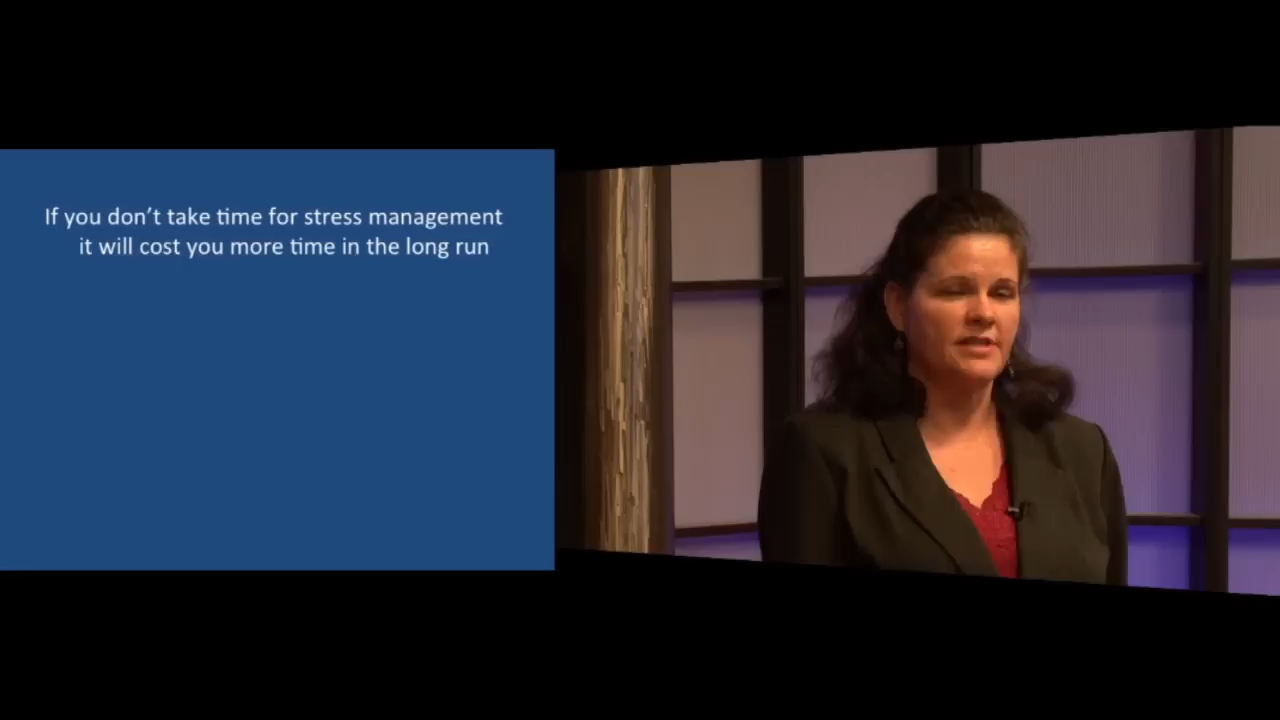 If you don’t take time for stress management
it will cost you more time in the long run